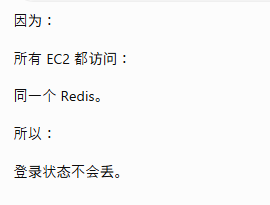 因为：
所有 EC2 都访问：
同一个 Redis。
所以：
登录状态不会丢。